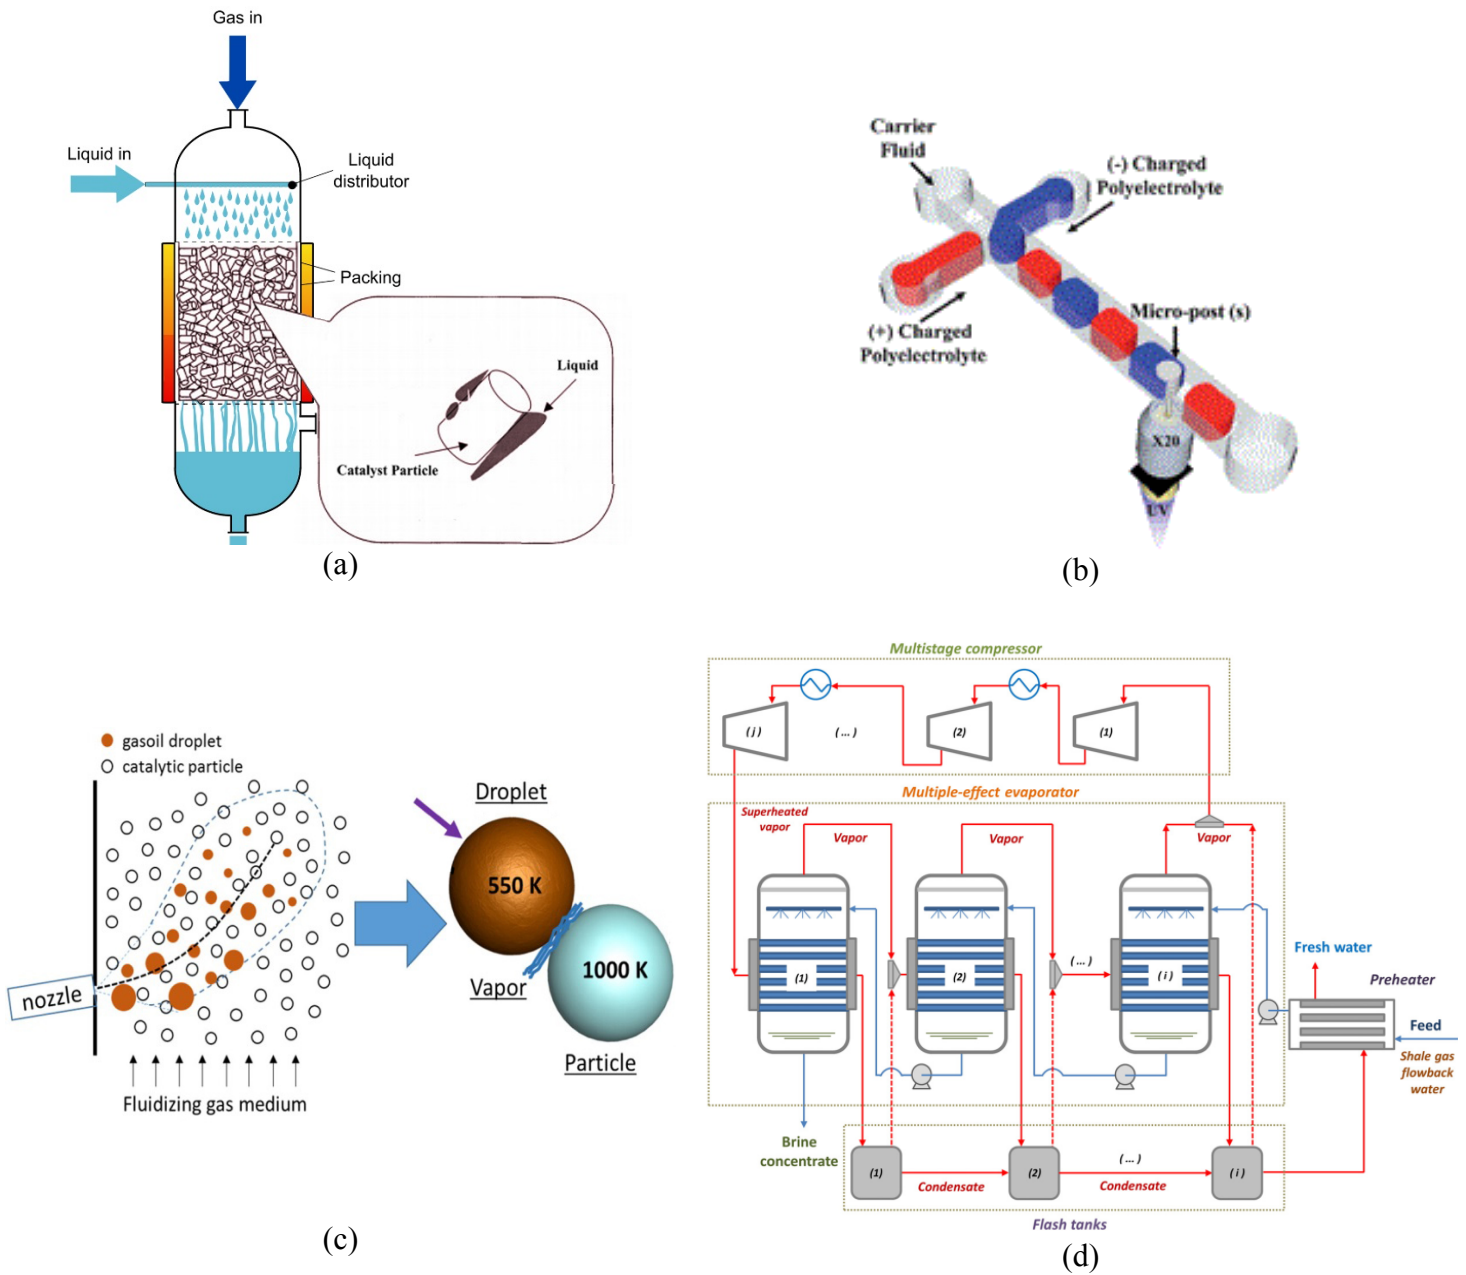 Gas in
Liquid in
Liquid
distributor
Packing
Liquid
Catalyst Particle
(a)
Carrier
Fluid
(-) Charged
Polyelectrolyte
(+) Charged
Polyelectrolyte
Micro-post (s)
X20
UV
(b)
gasoil droplet
catalytic particle
nozzle
Fluidizing gas medium
Droplet
550 K
Vapor
1000 K
Particle
(c)
Multistage compressor
(j)
(...)
(2)
(1)
Multiple-effect evaporator
Superheated
vapor
Vapor
Vapor
Vapor
(1)
(2)
(...)
(i)
Fresh water
Preheater
Feed
Shale gas
flowback
water
Brine
concentrate
(1)
Condensate
(2)
(...)
Condensate
(i)
Flash tanks
(d)